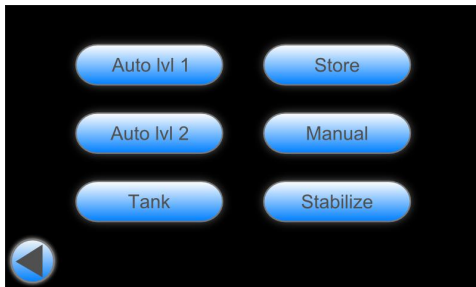 Auto lvl 1
Store
Auto lvl 2
Manual
Tank
Stabilize